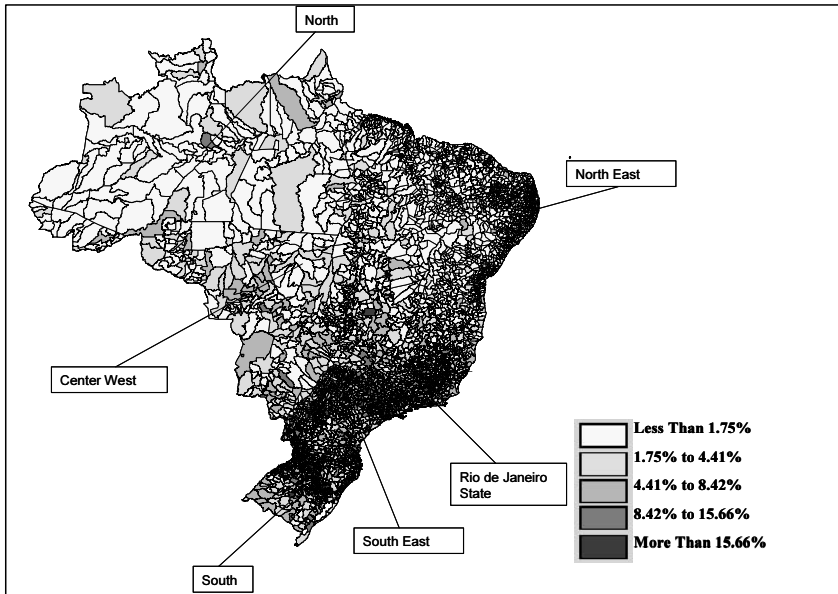 North
North East
Center West
Less Than 1.75%
1.75% to 4.41%
4.41% to 8.42%
8.42% to 15.66%
More Than 15.66%
Rio de Janeiro
State
South East
South